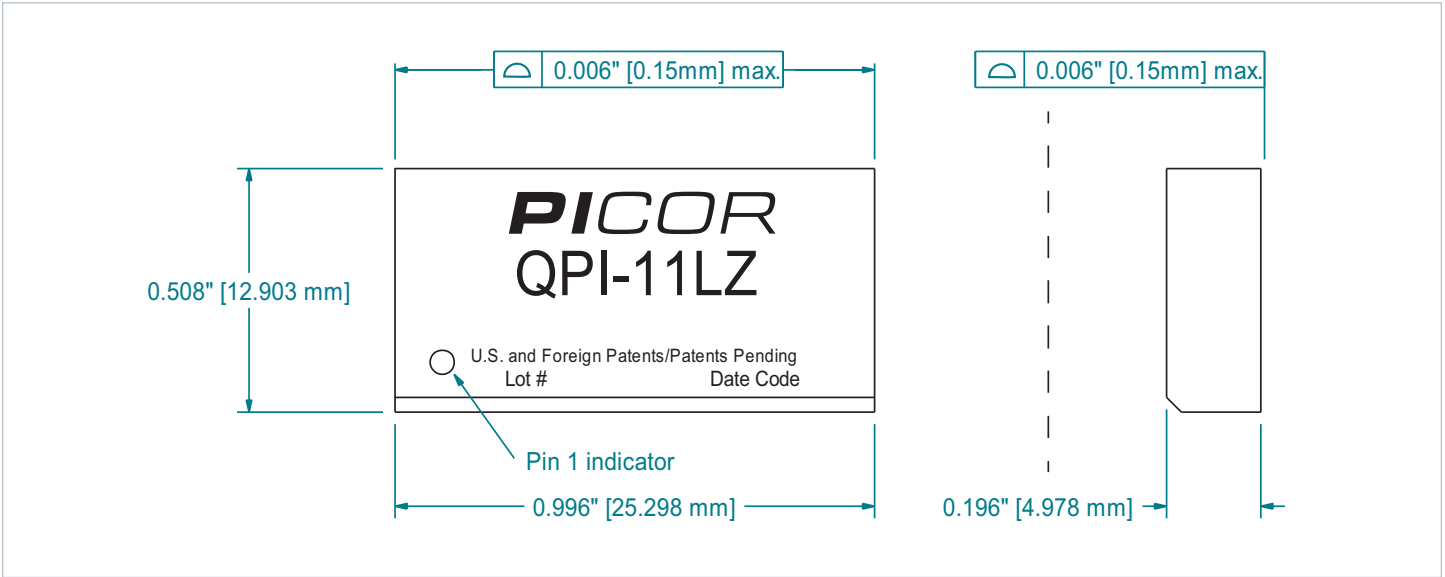 0.006" [0.15mm] max.
0.006" [0.15mm] max.
PICOR
QPI-11LZ
0.508" [12.903 mm]
U.S. and Foreign Patents/Patents Pending
Lot # Date Code
Pin 1 indicator
0.996" [25.298 mm]
0.196" [4.978 mm]